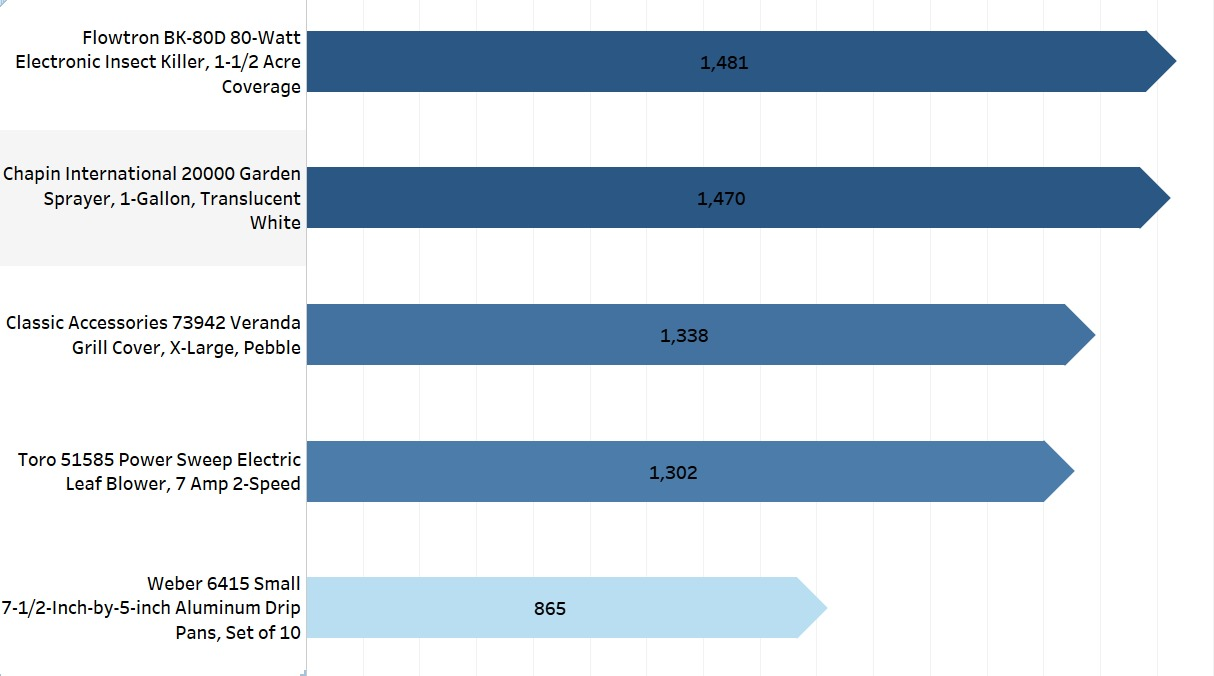 Flowtron BK-80D 80-Watt
Electronic Insect Killer, 1-1/2 Acre
Coverage
1,481
Chapin International 20000 Garden
Sprayer, 1-Gallon, Translucent
White
1,470
Classic Accessories 73942 Veranda
Grill Cover, X-Large, Pebble
1,338
Toro 51585 Power Sweep Electric
Leaf Blower, 7 Amp 2-Speed
1,302
Weber 6415 Small
7-1/2-Inch-by-5-inch Aluminum Drip
Pans, Set of 10
865